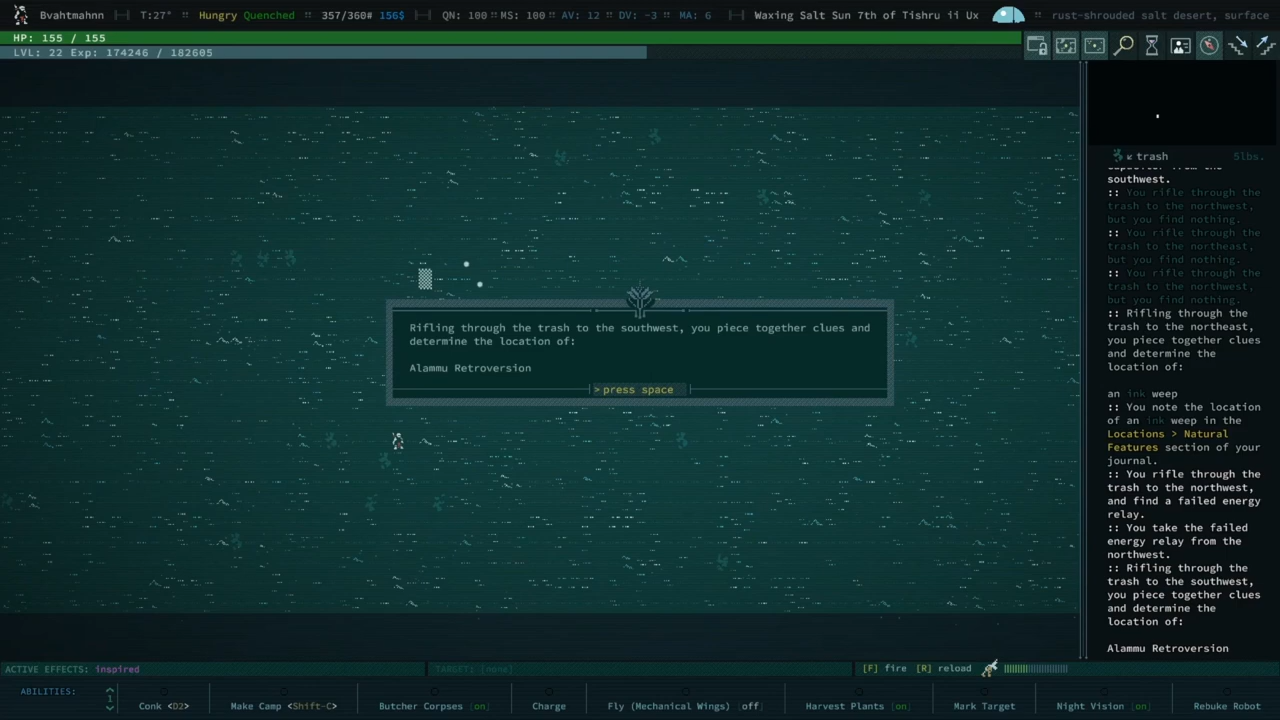 Bvahtmahnn T:27° :: Hungry Quenched :: 357/360# 156$ QN: 100 :: MS: 100 :: AV: 12 :: DV: -3 :: MA: 6 Waxing Salt Sun 7th of Tishru ii Ux :: rust-shrouded salt desert, surface
HP: 155 / 155
LVL: 22 Exp: 174246 / 182605
Rifling through the trash to the southwest, you piece together clues and
determine the location of:
Alammu Retroversion
> press space
trash 5lbs.
southwest.
:: You rifle through the
trash to the northwest,
but you find nothing.
:: You rifle through the
trash to the northeast,
but you find nothing.
:: You rifle through the
trash to the northwest,
but you find nothing.
:: Rifling through the
trash to the northeast,
you piece together clues
and determine the
location of:
an ink weep
:: You note the location
of an ink weep in the
Locations > Natural
Features section of your
journal.
:: You rifle through the
trash to the northwest,
and find a failed energy
relay.
:: You take the failed
energy relay from the
northwest.
:: Rifling through the
trash to the southwest,
you piece together clues
and determine the
location of:
Alammu Retroversion
ACTIVE EFFECTS: inspired TARGET: [none] [F] fire [R] reload
ABILITIES: 1 Conk <D2> Make Camp <Shift-C> Butcher Corpses [on] Charge Fly (Mechanical Wings) [off] Harvest Plants [on] Mark Target Night Vision [on] Rebuke Robot